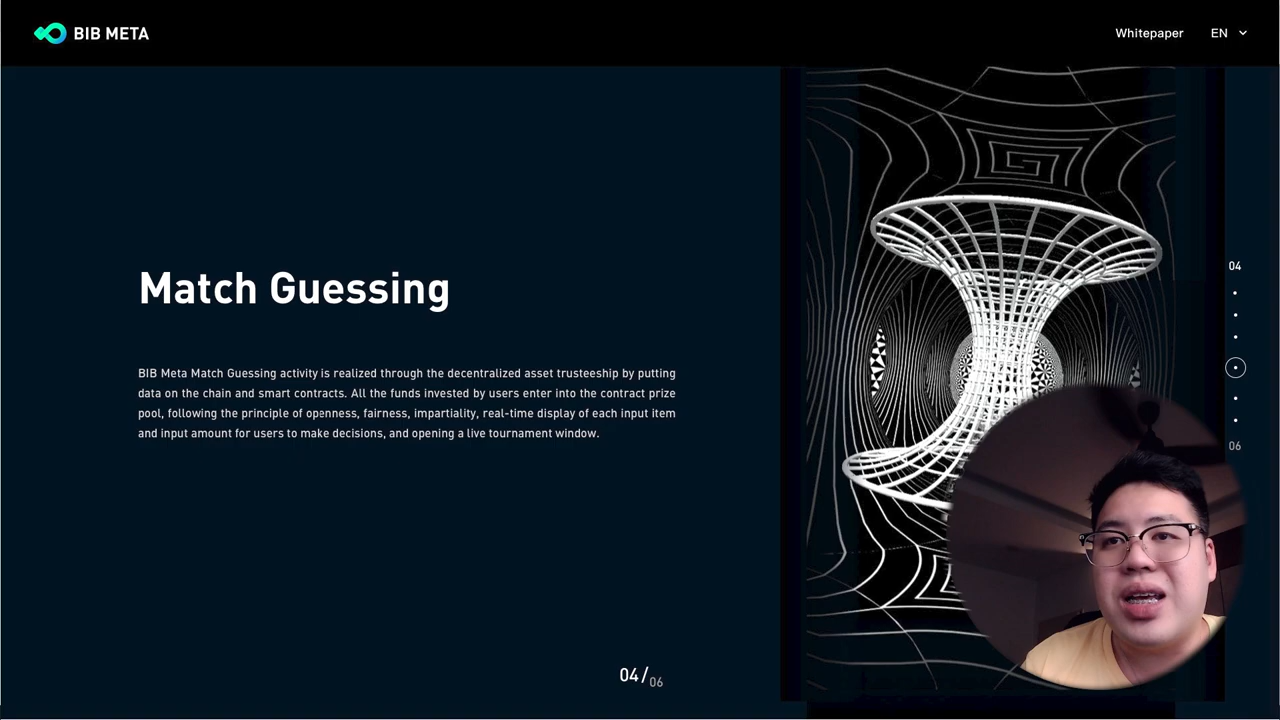 BIB META
Whitepaper
EN
Match Guessing
BIB Meta Match Guessing activity is realized through the decentralized asset trusteeship by putting
data on the chain and smart contracts. All the funds invested by users enter into the contract prize
pool, following the principle of openness, fairness, impartiality, real-time display of each input item
and input amount for users to make decisions, and opening a live tournament window.
04
06
04/06